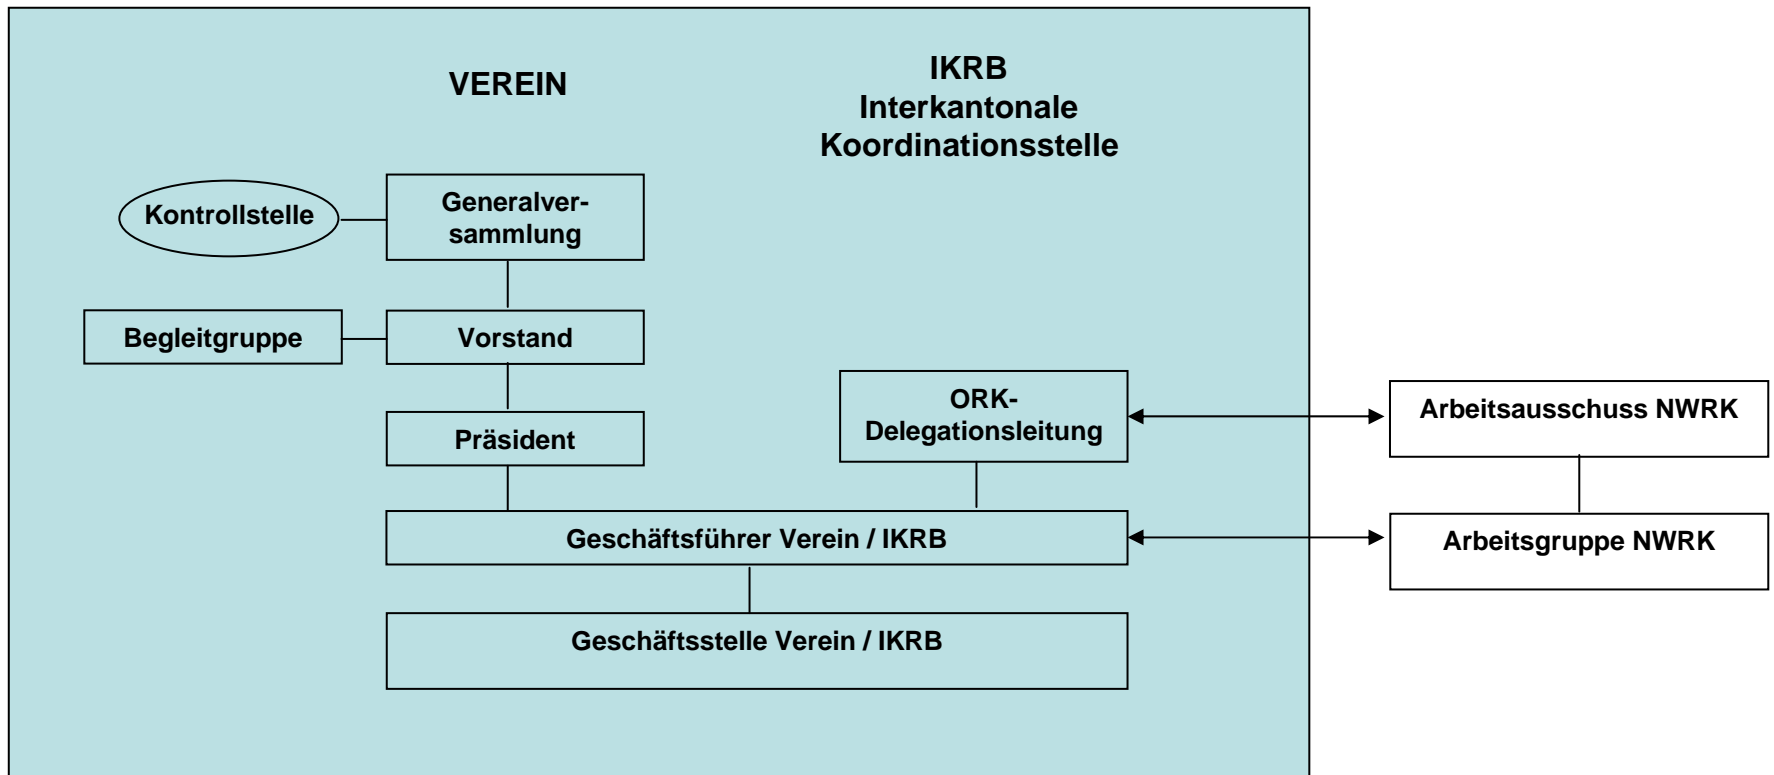 VEREIN
IKRB
Interkantonale
Koordinationsstelle
Kontrollstelle
Generalver-
sammlung
Begleitgruppe
Vorstand
Präsident
ORK-
Delegationsleitung
Arbeitsausschuss NWRK
Geschäftsführer Verein / IKRB
Arbeitsgruppe NWRK
Geschäftsstelle Verein / IKRB